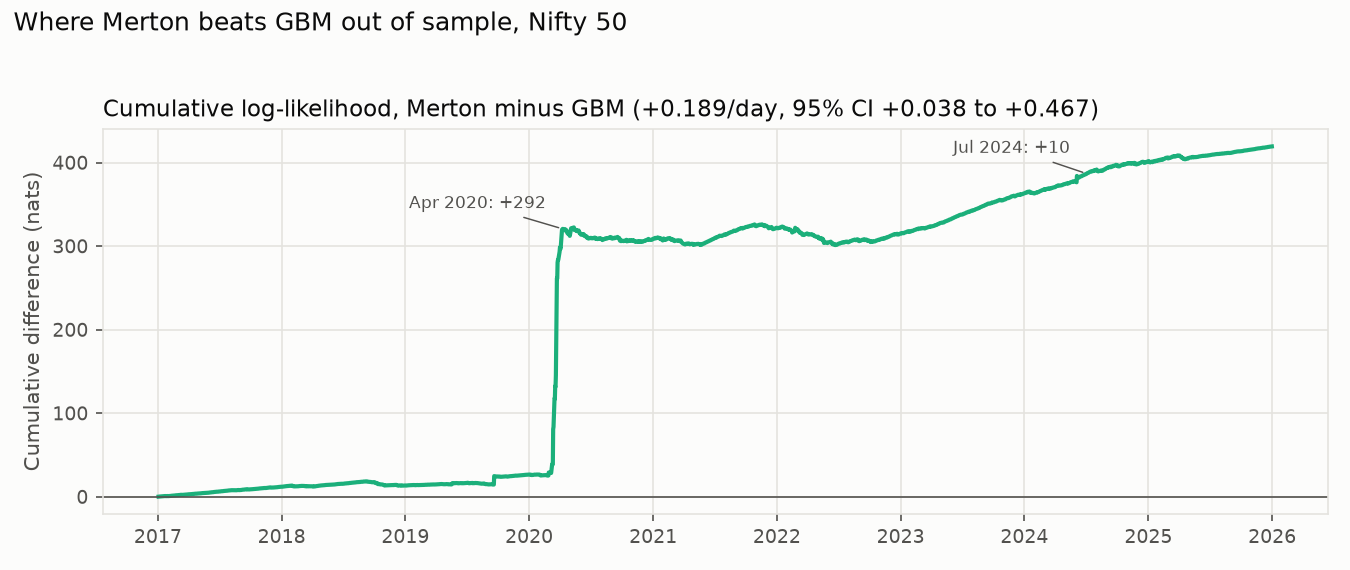 Where Merton beats GBM out of sample, Nifty 50
Cumulative log-likelihood, Merton minus GBM (+0.189/day, 95% CI +0.038 to +0.467)
Cumulative difference (nats)
400
300
200
100
0
Apr 2020: +292
Jul 2024: +10
2017 2018 2019 2020 2021 2022 2023 2024 2025 2026